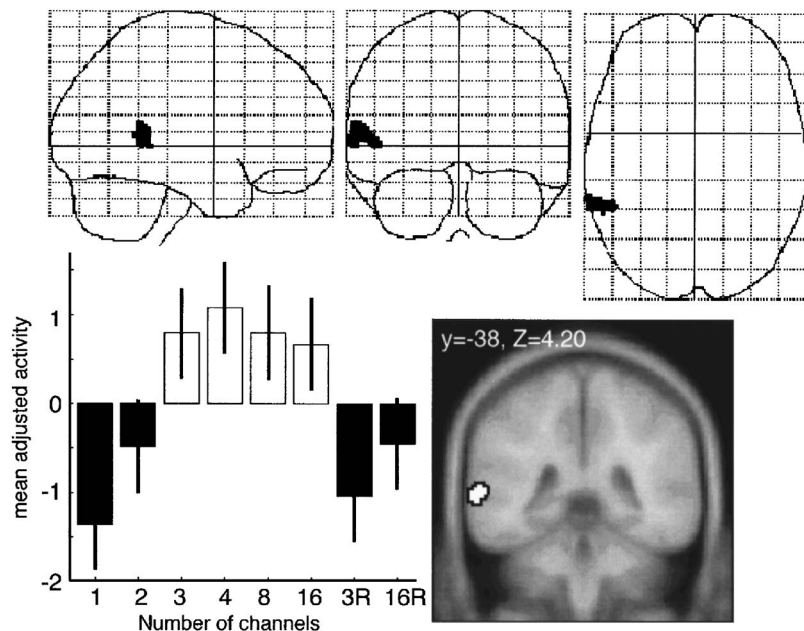 mean adjusted activity
1
0
-1
-2
1 2 3 4 8 16 3R 16R
Number of channels
y=-38, Z=4.20